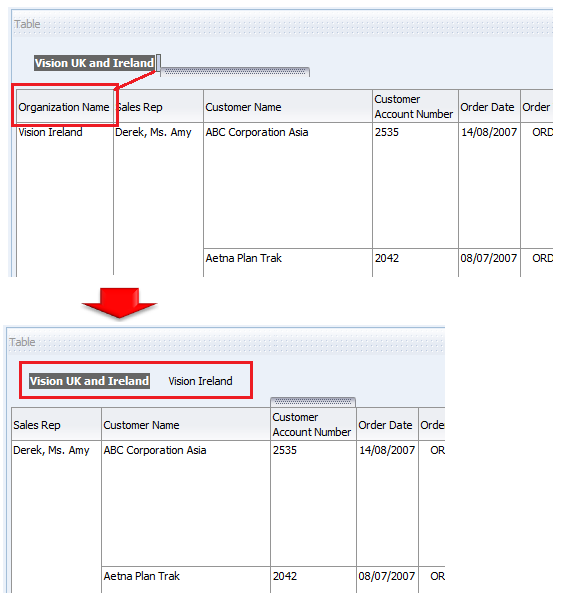 Table
Vision UK and Ireland
Organization Name Sales Rep Customer Name Customer Account Number Order Date Order
Vision Ireland Derek, Ms. Amy ABC Corporation Asia 2535 14/08/2007 ORD
Aetna Plan Trak 2042 08/07/2007 ORD
Table
Vision UK and Ireland Vision Ireland
Sales Rep Customer Name Customer Account Number Order Date Orde
Derek, Ms. Amy ABC Corporation Asia 2535 14/08/2007 OR
Aetna Plan Trak 2042 08/07/2007 OR